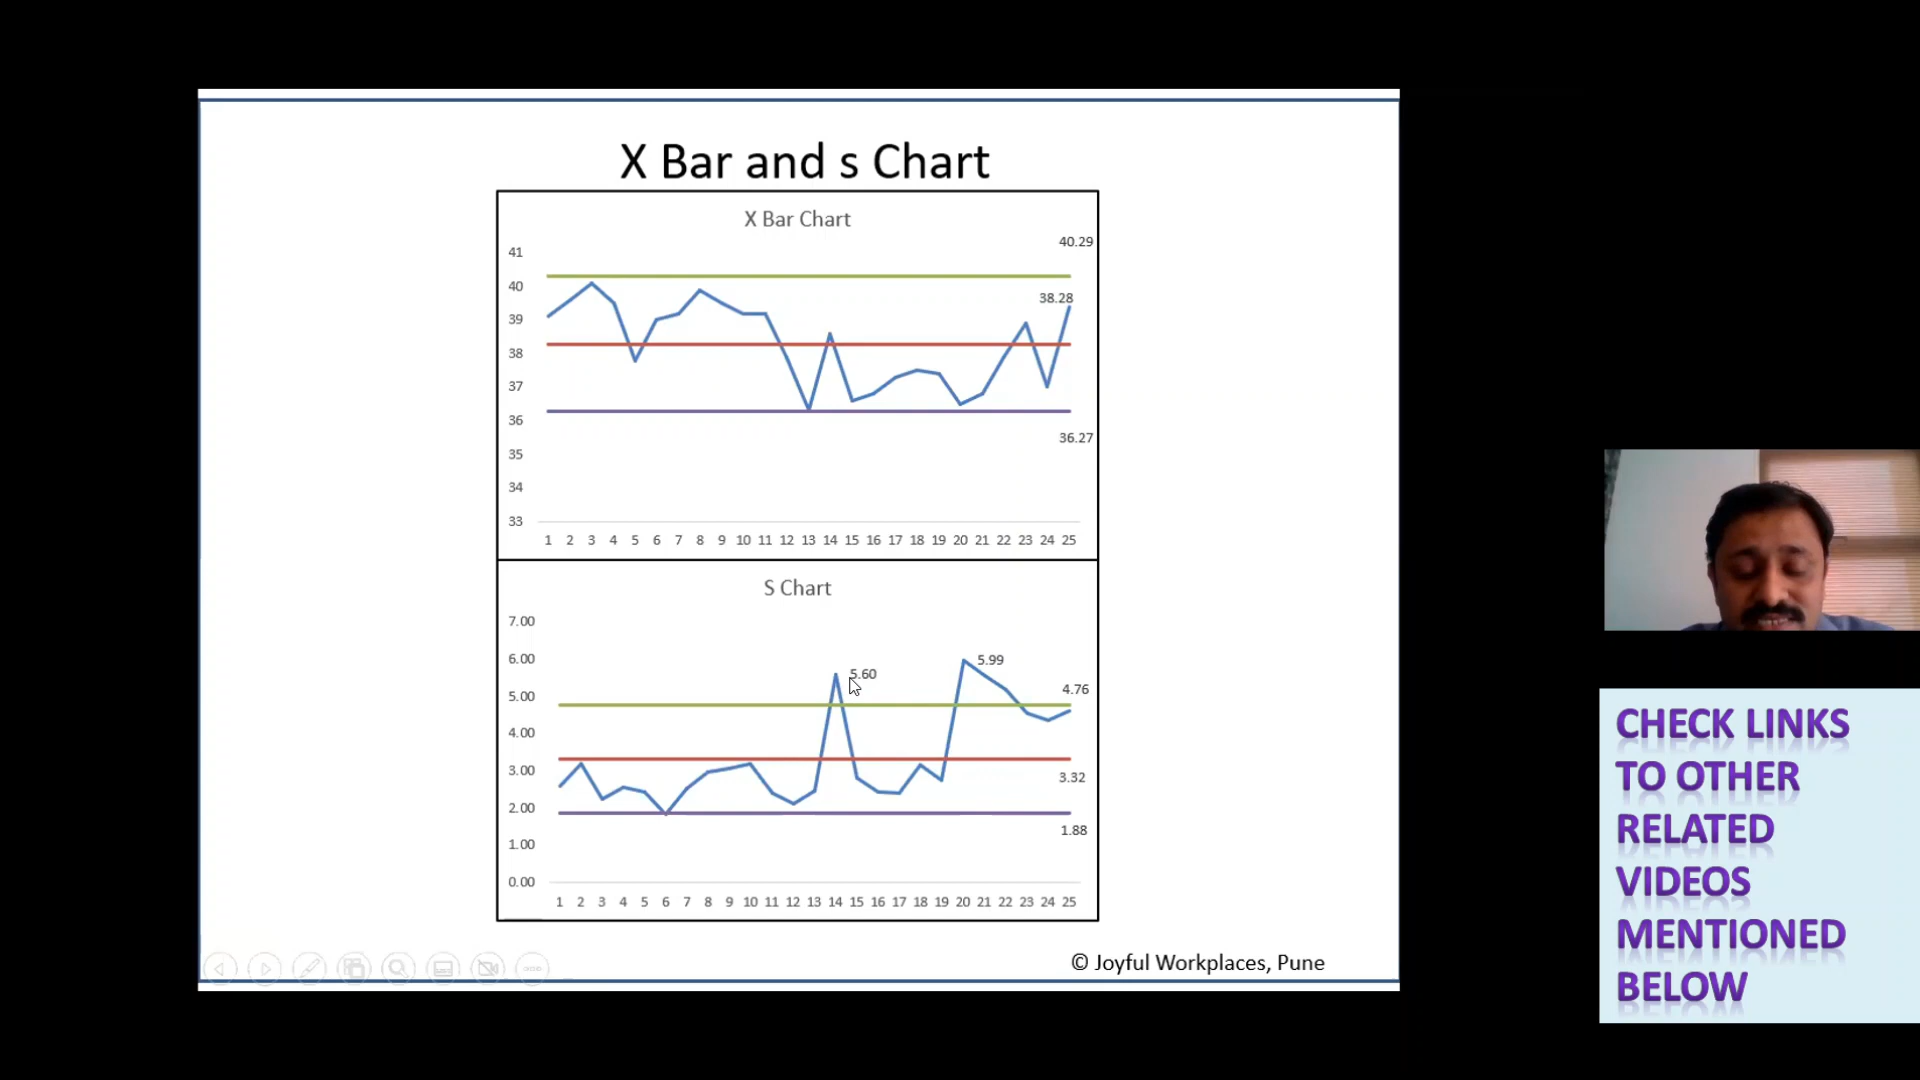 X Bar and s Chart
X Bar Chart
40.29
41
40
38.28
39
38
37
36
36.27
35
34
33
1 2 3 4 5 6 7 8 9 10 11 12 13 14 15 16 17 18 19 20 21 22 23 24 25
S Chart
7.00
6.00
5.99
5.60
5.00
4.76
4.00
3.00
3.32
2.00
1.88
1.00
0.00
1 2 3 4 5 6 7 8 9 10 11 12 13 14 15 16 17 18 19 20 21 22 23 24 25
© Joyful Workplaces, Pune
CHECK LINKS
TO OTHER
RELATED
VIDEOS
MENTIONED
BELOW